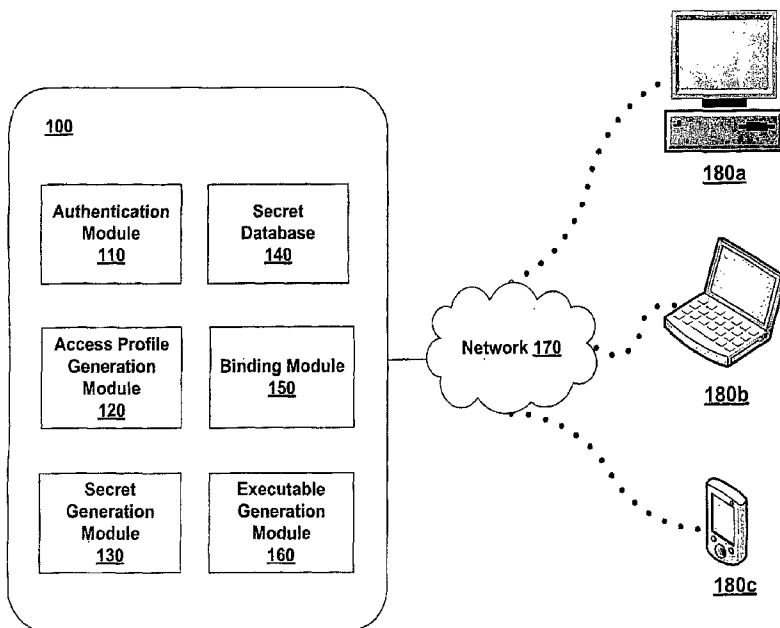 100
Authentication
Module
110
Secret
Database
140
Access Profile
Generation
Module
120
Binding Module
150
Secret
Generation
Module
130
Executable
Generation
Module
160
Network 170
180a
180b
180c